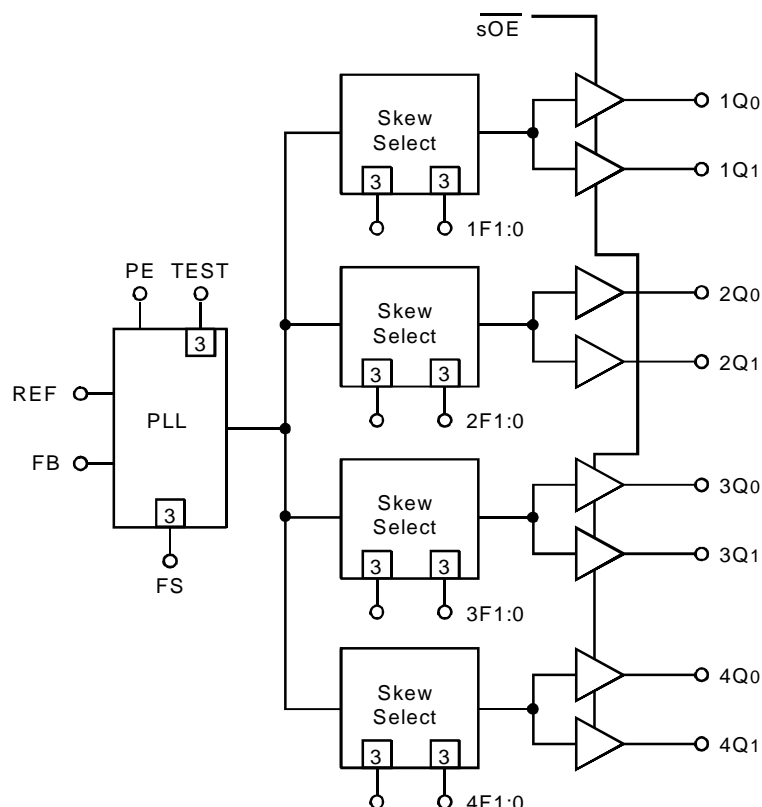 sOE
1Q0
Skew
Select
3 3
1Q1
1F1:0
PE TEST
2Q0
Skew
Select
3
2Q1
3 3
REF
PLL
2F1:0
FB
3Q0
Skew
Select
3
3Q1
FS
3 3
3F1:0
4Q0
Skew
Select
4Q1
3 3
4F1:0